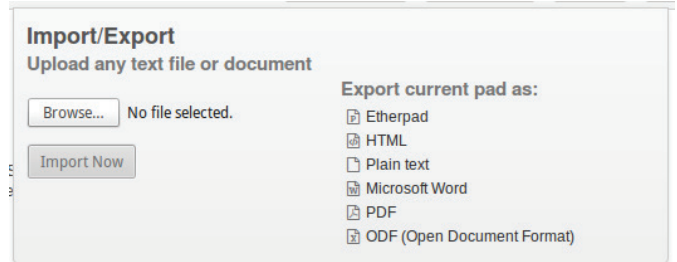 Import/Export
Upload any text file or document
Browse... No file selected.
Import Now
Export current pad as:
Etherpad
HTML
Plain text
Microsoft Word
PDF
ODF (Open Document Format)